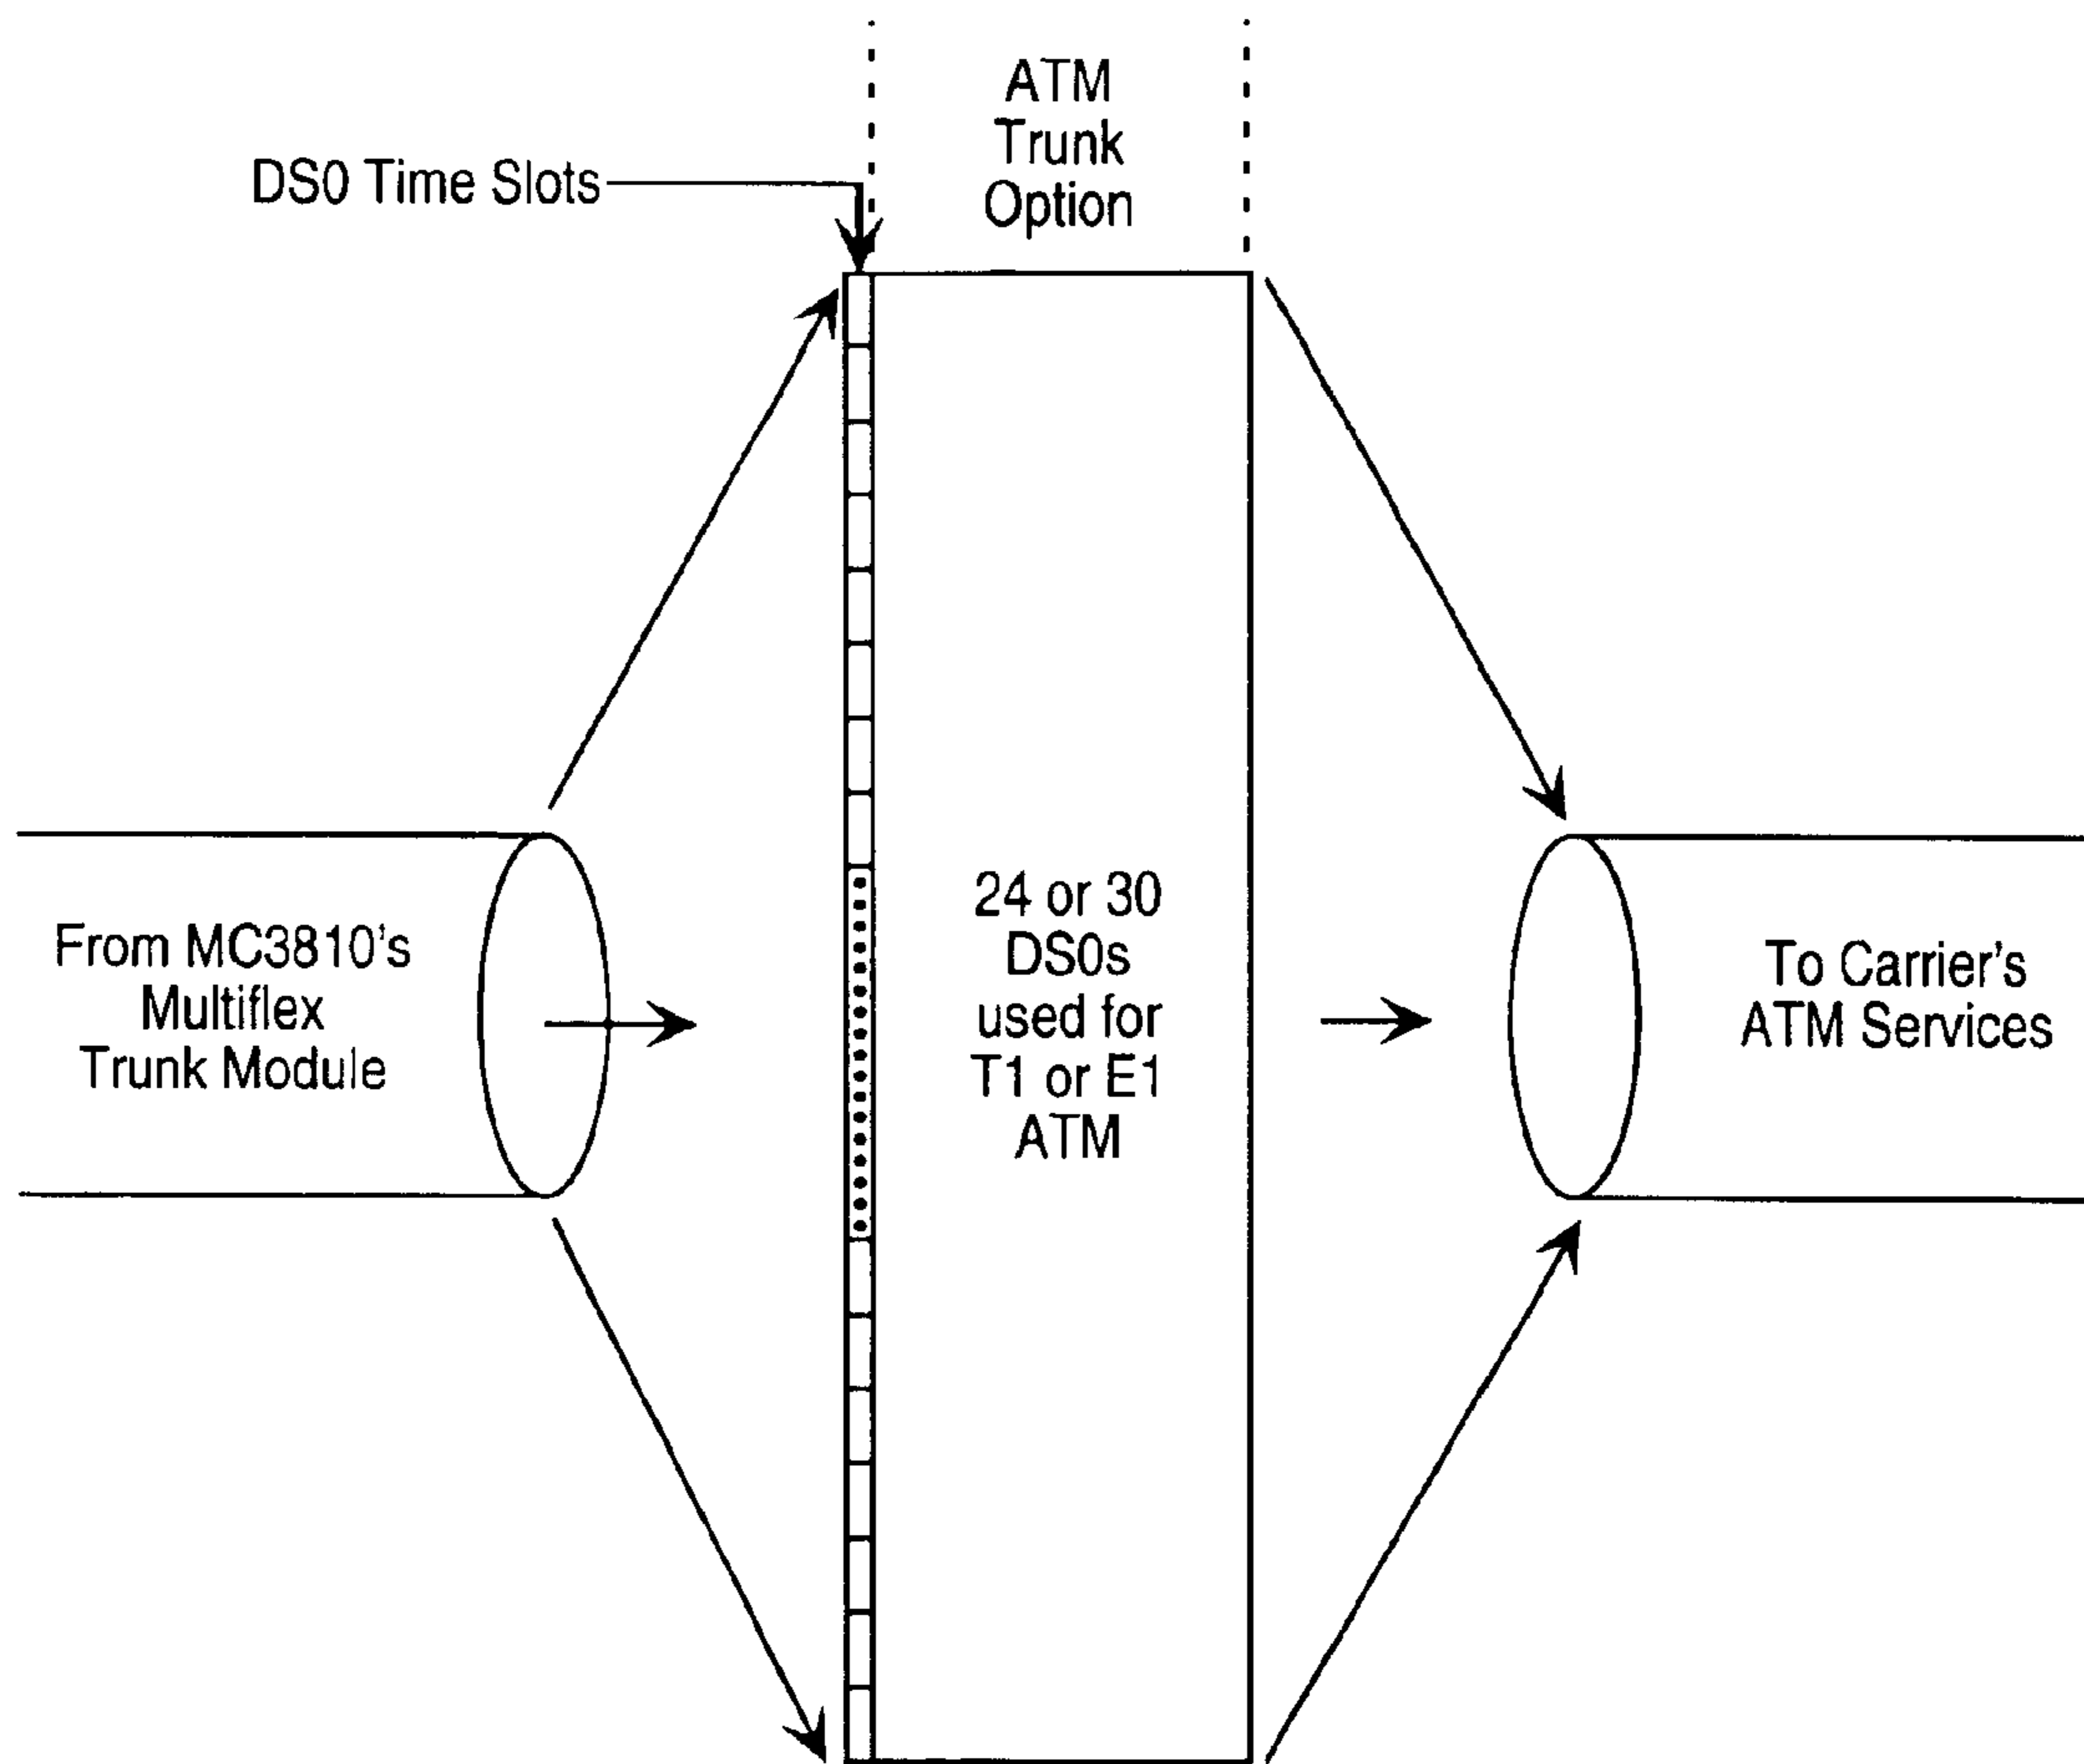 ATM
Trunk
Option
DS0 Time Slots
From MC3810's
Multiflex
Trunk Module
24 or 30
DS0s
used for
T1 or E1
ATM
To Carrier's
ATM Services